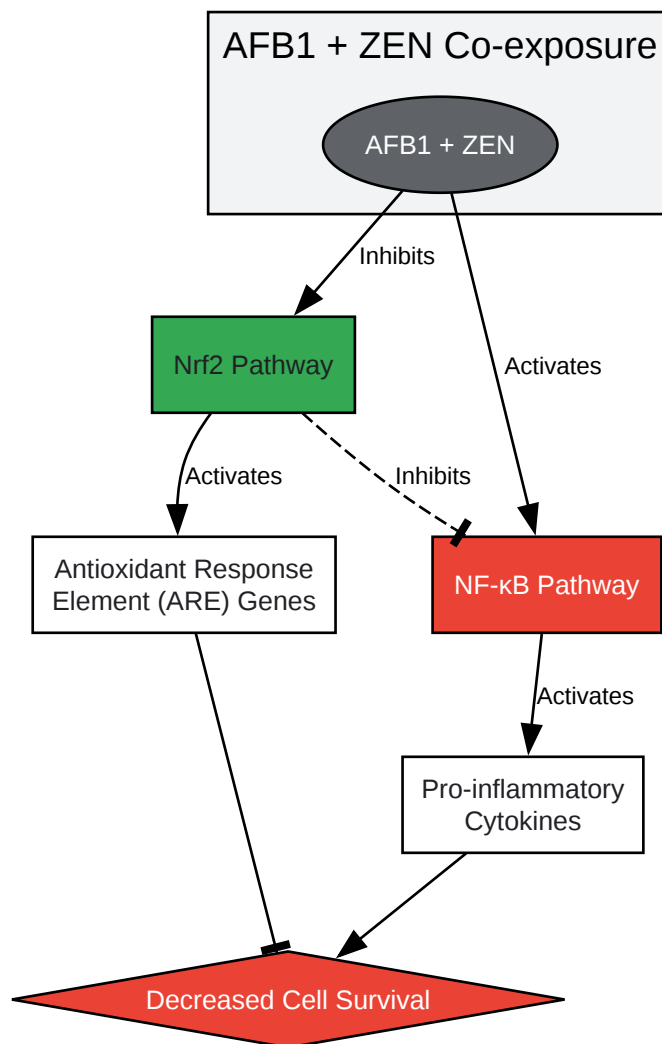 AFB1 + ZEN Co-exposure
AFB1 + ZEN
Inhibits
Nrf2 Pathway
Activates
Activates
Inhibits
Antioxidant Response
Element (ARE) Genes
NF-κB Pathway
Activates
Pro-inflammatory
Cytokines
Decreased Cell Survival